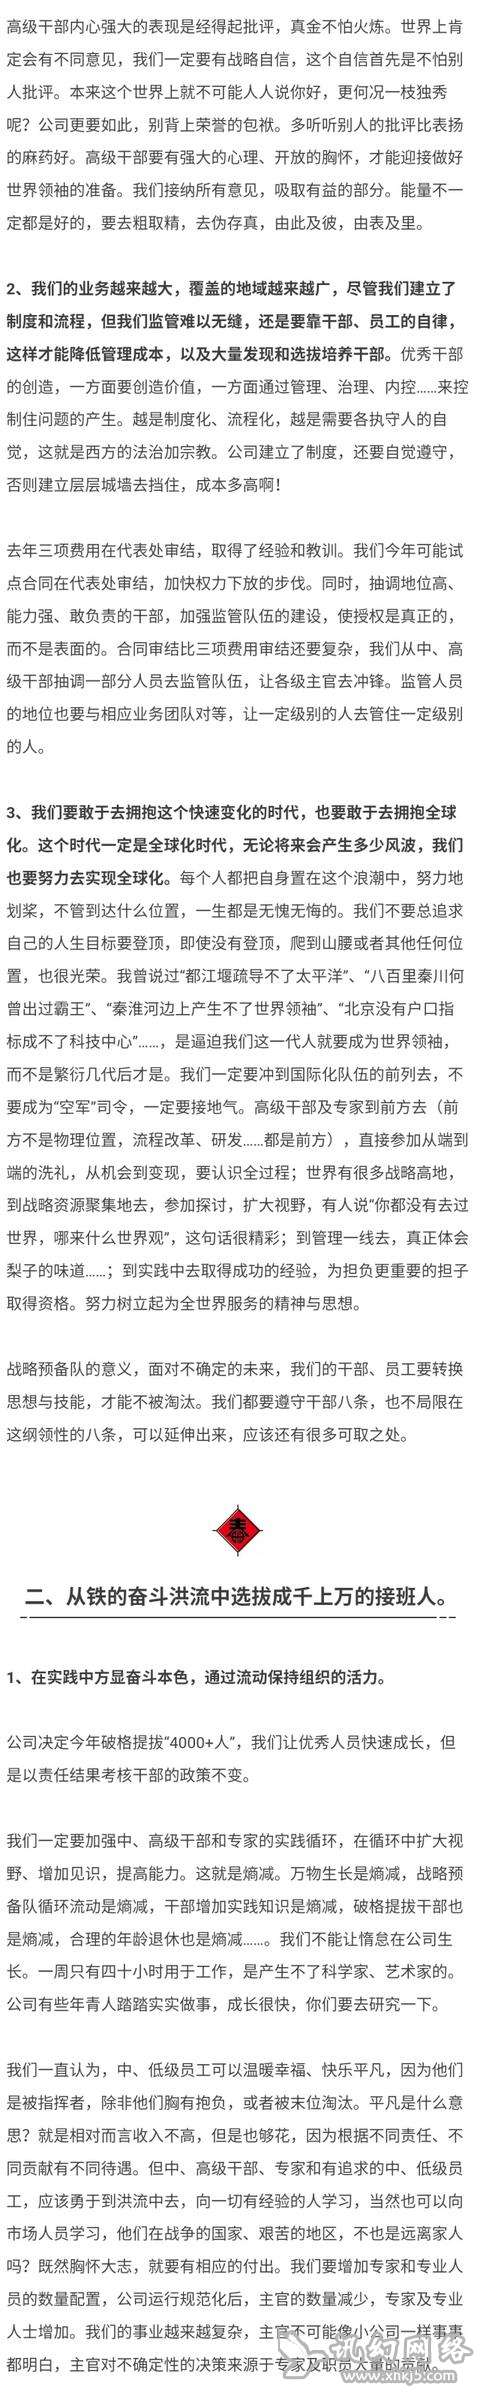 高级干部内心强大的表现是经得起批评，真金不怕火炼。世界上肯
定会有不同意见，我们一定要有战略自信，这个自信首先是不怕别
人批评。本来这个世界上就不可能人人说你好，更何况一枝独秀
呢？公司更要如此，别背上荣誉的包袱。多听听别人的批评比表扬
的麻药好。高级干部要有强大的心理、开放的胸怀，才能迎接做好
世界领袖的准备。我们接纳所有意见，吸取有益的部分。能量不一
定都是好的，要去粗取精，去伪存真，由此及彼，由表及里。
2、我们的业务越来越大，覆盖的地域越来越广，尽管我们建立了
制度和流程，但我们监管难以无缝，还是要靠干部、员工的自律，
这样才能降低管理成本，以及大量发现和选拔培养干部。优秀干部
的创造，一方面要创造价值，一方面通过管理、治理、内控……来控
制住问题的产生。越是制度化、流程化，越是需要各执守人的自
觉，这就是西方的法治加宗教。公司建立了制度，还要自觉遵守，
否则建立层层城墙去挡住，成本多高啊！
去年三项费用在代表处审结，取得了经验和教训。我们今年可能试
点合同在代表处审结，加快权力下放的步伐。同时，抽调地位高、
能力强、敢负责的干部，加强监管队伍的建设，使授权是真正的，
而不是表面的。合同审结比三项费用审结还要复杂，我们从中、高
级干部抽调一部分人员去监管队伍，让各级主官去冲锋。监管人员
的地位也要与相应业务团队对等，让一定级别的人去管住一定级别
的人。
3、我们要敢于去拥抱这个快速变化的时代，也要敢于去拥抱全球
化。这个时代一定是全球化时代，无论将来会产生多少风波，我们
也要努力去实现全球化。每个人都把自身置在这个浪潮中，努力地
划桨，不管到达什么位置，一生都是无愧无悔的。我们不要总追求
自己的人生目标要登顶，即使没有登顶，爬到山腰或者其他任何位
置，也很光荣。我曾说过“都江堰疏导不了太平洋”、“八百里秦川何
曾出过霸王”、“秦淮河边上产生不了世界领袖”、“北京没有户口指
标成不了科技中心”……，是逼迫我们这一代人就要成为世界领袖，
而不是繁衍几代后才是。我们一定要冲到国际化队伍的前列去，不
要成为“空军”司令，一定要接地气。高级干部及专家到前方去（前
方不是物理位置，流程改革、研发……都是前方），直接参加从端到
端的洗礼，从机会到变现，要认识全过程；世界有很多战略高地，
到战略资源聚集地去，参加探讨，扩大视野，有人说“你都没有去过
世界，哪来什么世界观”，这句话很精彩；到管理一线去，真正体会
梨子的味道……；到实践中去取得成功的经验，为担负更重要的担子
取得资格。努力树立起为全世界服务的精神与思想。
战略预备队的意义，面对不确定的未来，我们的干部、员工要转换
思想与技能，才能不被淘汰。我们都要遵守干部八条，也不局限在
这纲领性的八条，可以延伸出来，应该还有很多可取之处。
春
二、从铁的奋斗洪流中选拔成千上万的接班人。
1、在实践中方显奋斗本色，通过流动保持组织的活力。
公司决定今年破格提拔“4000+人”，我们让优秀人员快速成长，但
是以责任结果考核干部的政策不变。
我们一定要加强中、高级干部和专家的实践循环，在循环中扩大视
野、增加见识，提高能力。这就是熵减。万物生长是熵减，战略预
备队循环流动是熵减，干部增加实践知识是熵减，破格提拔干部也
是熵减，合理的年龄退休也是熵减……。我们不能让惰怠在公司生
长。一周只有四十小时用于工作，是产生不了科学家、艺术家的。
公司有些年青人踏踏实实做事，成长很快，你们要去研究一下。
我们一直认为，中、低级员工可以温暖幸福、快乐平凡，因为他们
是被指挥者，除非他们胸有抱负，或者被末位淘汰。平凡是什么意
思？就是相对而言收入不高，但是也够花，因为根据不同责任、不
同贡献有不同待遇。但中、高级干部、专家和有追求的中、低级员
工，应该勇于到洪流中去，向一切有经验的人学习，当然也可以向
市场人员学习，他们在战争的国家、艰苦的地区，不也是远离家人
吗？既然胸怀大志，就要有相应的付出。我们要增加专家和专业人
员的数量配置，公司运行规范化后，主官的数量减少，专家及专业
人士增加。我们的事业越来越复杂，主官不可能像小公司一样事事
都明白，主官对不确定性的决策来源于专家及职员大量的贡献。
讯幻网络
www.xnkj5.com